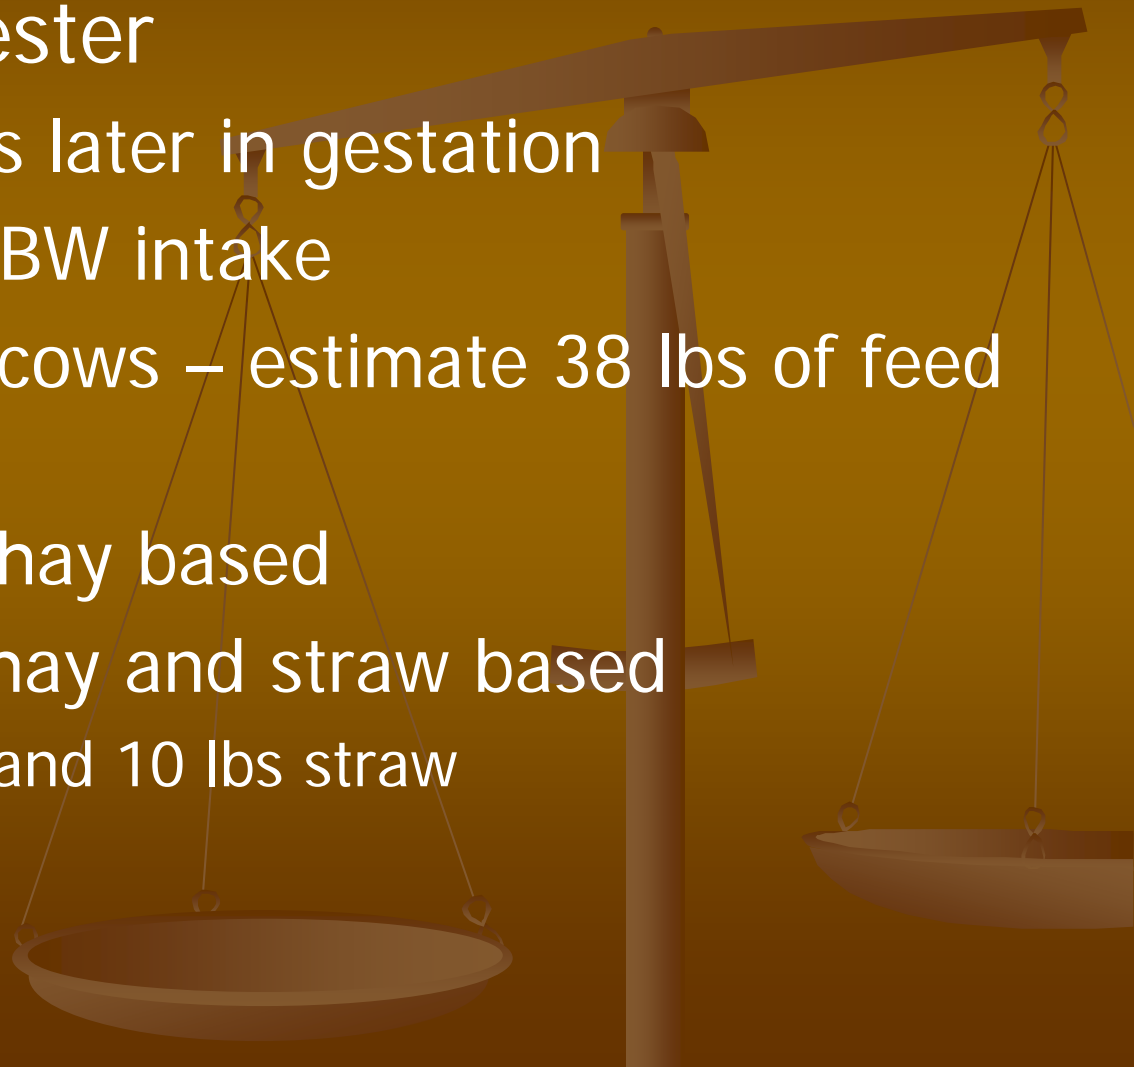 ester
s later in gestation
BW intake
cows – estimate 38 lbs of feed
hay based
hay and straw based
and 10 lbs straw